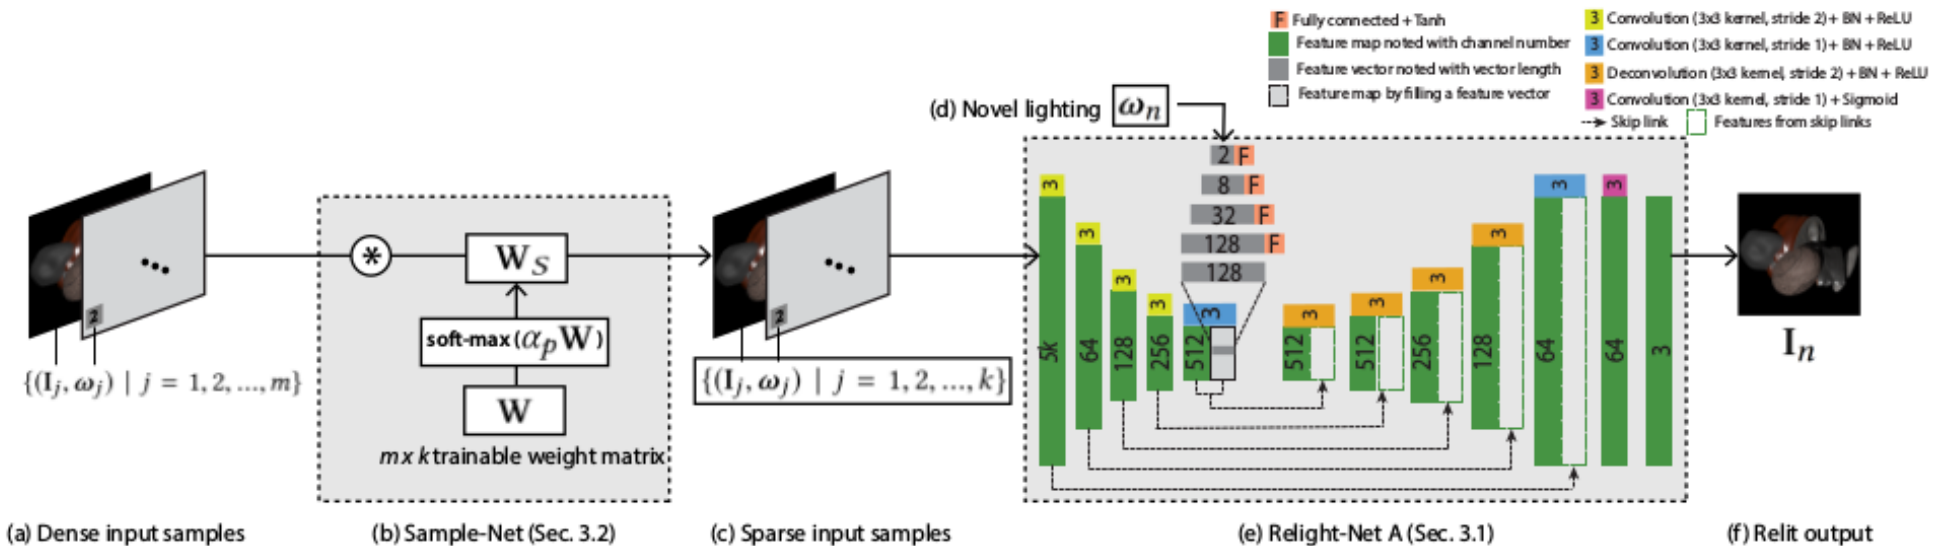 F Fully connected + Tanh
Feature map noted with channel number
Feature vector noted with vector length
Feature map by filling a feature vector
3 Convolution (3x3 kernel, stride 2) + BN + ReLU
3 Convolution (3x3 kernel, stride 1) + BN + ReLU
3 Deconvolution (3x3 kernel, stride 2) + BN + ReLU
3 Convolution (3x3 kernel, stride 1) + Sigmoid
Skip link
Features from skip links
(d) Novel lighting ωₙ
2
{(I_j, ω_j) | j = 1, 2, ..., m}
*
W_S
soft-max (α_p W)
W
m x k trainable weight matrix
2
{(I_j, ω_j) | j = 1, 2, ..., k}
2 F
8 F
32 F
128 F
128
3 3 3 3 3 3 3 3 3 3 3
5k 64 128 256 512 512 512 256 128 64 64 3
Iₙ
(a) Dense input samples
(b) Sample-Net (Sec. 3.2)
(c) Sparse input samples
(e) Relight-Net A (Sec. 3.1)
(f) Relit output